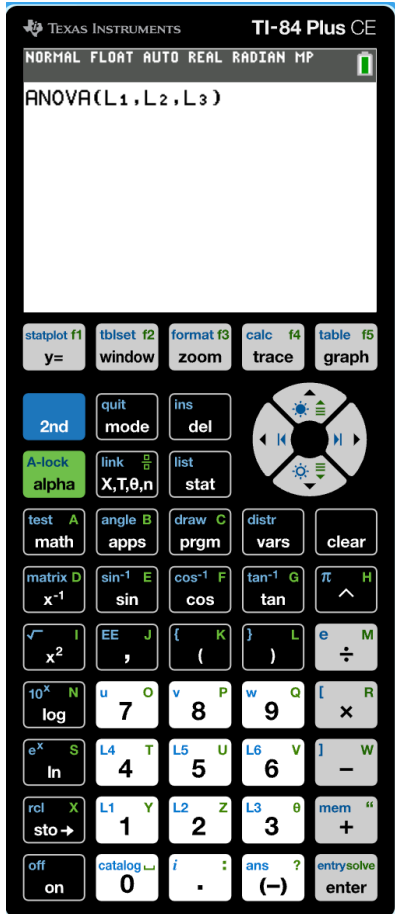 TEXAS INSTRUMENTS TI-84 Plus CE
NORMAL FLOAT AUTO REAL RADIAN MP
ANOVA(L1,L2,L3)
statplot f1 tblset f2 format f3 calc f4 table f5
y= window zoom trace graph
quit ins
2nd mode del
A-lock link list
alpha X,T,θ,n stat
test A angle B draw C distr
math apps prgm vars clear
matrix D sin⁻¹ E cos⁻¹ F tan⁻¹ G π H
x⁻¹ sin cos tan ^
√ I EE J { K } L e M
x² , ( ) ÷
10ˣ N u O v P w Q [ R
log 7 8 9 ×
eˣ S L4 T L5 U L6 V ] W
ln 4 5 6 −
rcl X L1 Y L2 Z L3 θ mem “
sto→ 1 2 3 +
off catalog ⎵ i : ans ? entry solve
on 0 . (−) enter